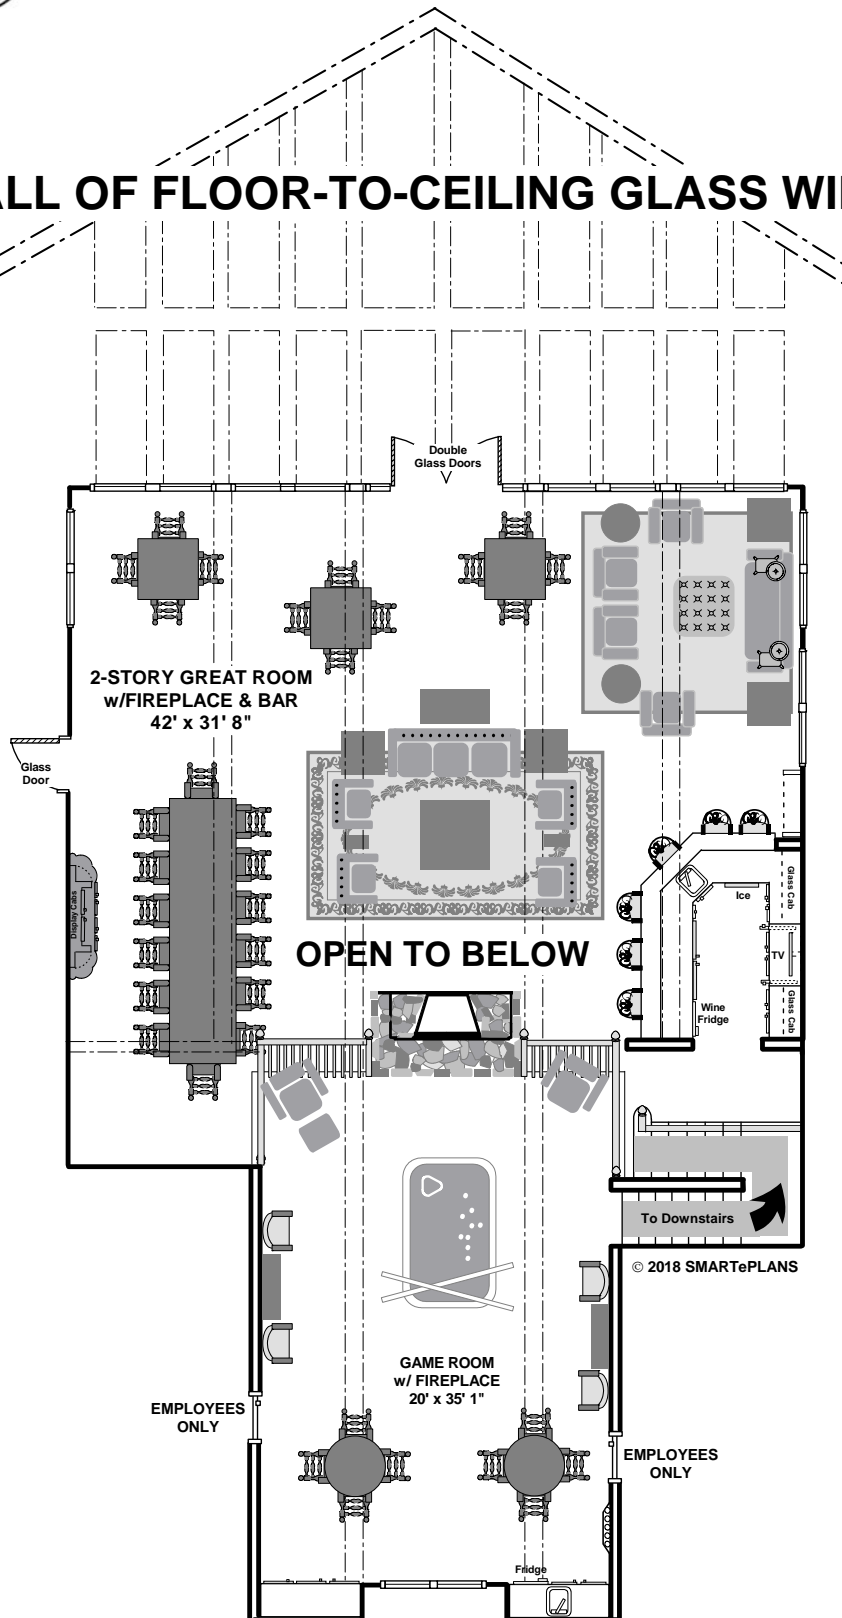 ALL OF FLOOR-TO-CEILING GLASS
Double
Glass Doors
2-STORY GREAT ROOM
w/FIREPLACE & BAR
42' x 31' 8"
Glass
Door
Display Cabs
Glass Cab
Ice
TV
Wine
Fridge
Glass Cab
OPEN TO BELOW
To Downstairs
© 2018 SMARTePLANS
GAME ROOM
w/ FIREPLACE
20' x 35' 1"
EMPLOYEES
ONLY
EMPLOYEES
ONLY
Fridge